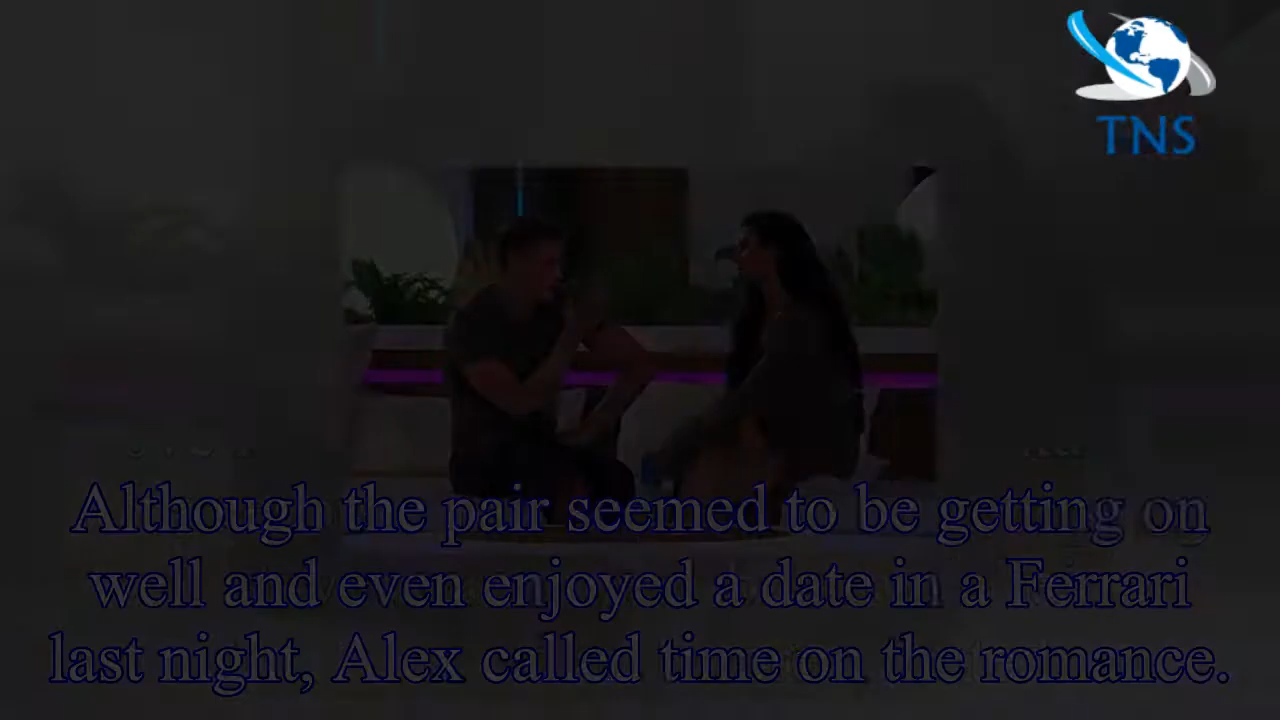 TNS
Although the pair seemed to be getting on
well and even enjoyed a date in a Ferrari
last night, Alex called time on the romance.